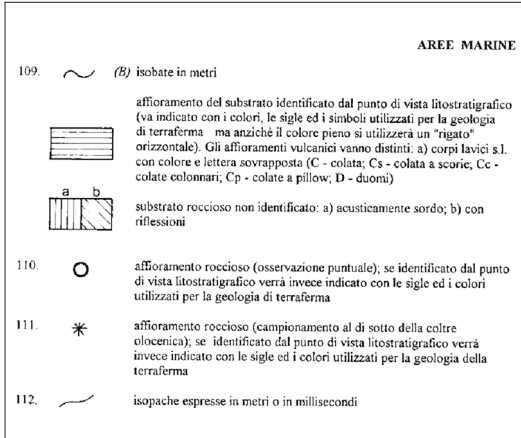 AREE MARINE
109. (B) isobate in metri
affioramento del substrato identificato dal punto di vista litostratigrafico
(va indicato con i colori, le sigle ed i simboli utilizzati per la geologia
di terraferma ma anzichè il colore pieno si utilizzerà un "rigato"
orizzontale). Gli affioramenti vulcanici vanno distinti: a) corpi lavici s.l.
con colore e lettera sovrapposta (C - colata; Cs - colata a scorie; Cc -
colate colonnari; Cp - colate a pillow; D - duomi)
a b
substrato roccioso non identificato: a) acusticamente sordo; b) con
riflessioni
110. affioramento roccioso (osservazione puntuale); se identificato dal punto
di vista litostratigrafico verrà invece indicato con le sigle ed i colori
utilizzati per la geologia di terraferma
111. affioramento roccioso (campionamento al di sotto della coltre
olocenica); se identificato dal punto di vista litostratigrafico verrà
invece indicato con le sigle ed i colori utilizzati per la geologia della
terraferma
112. isopache espresse in metri o in millisecondi